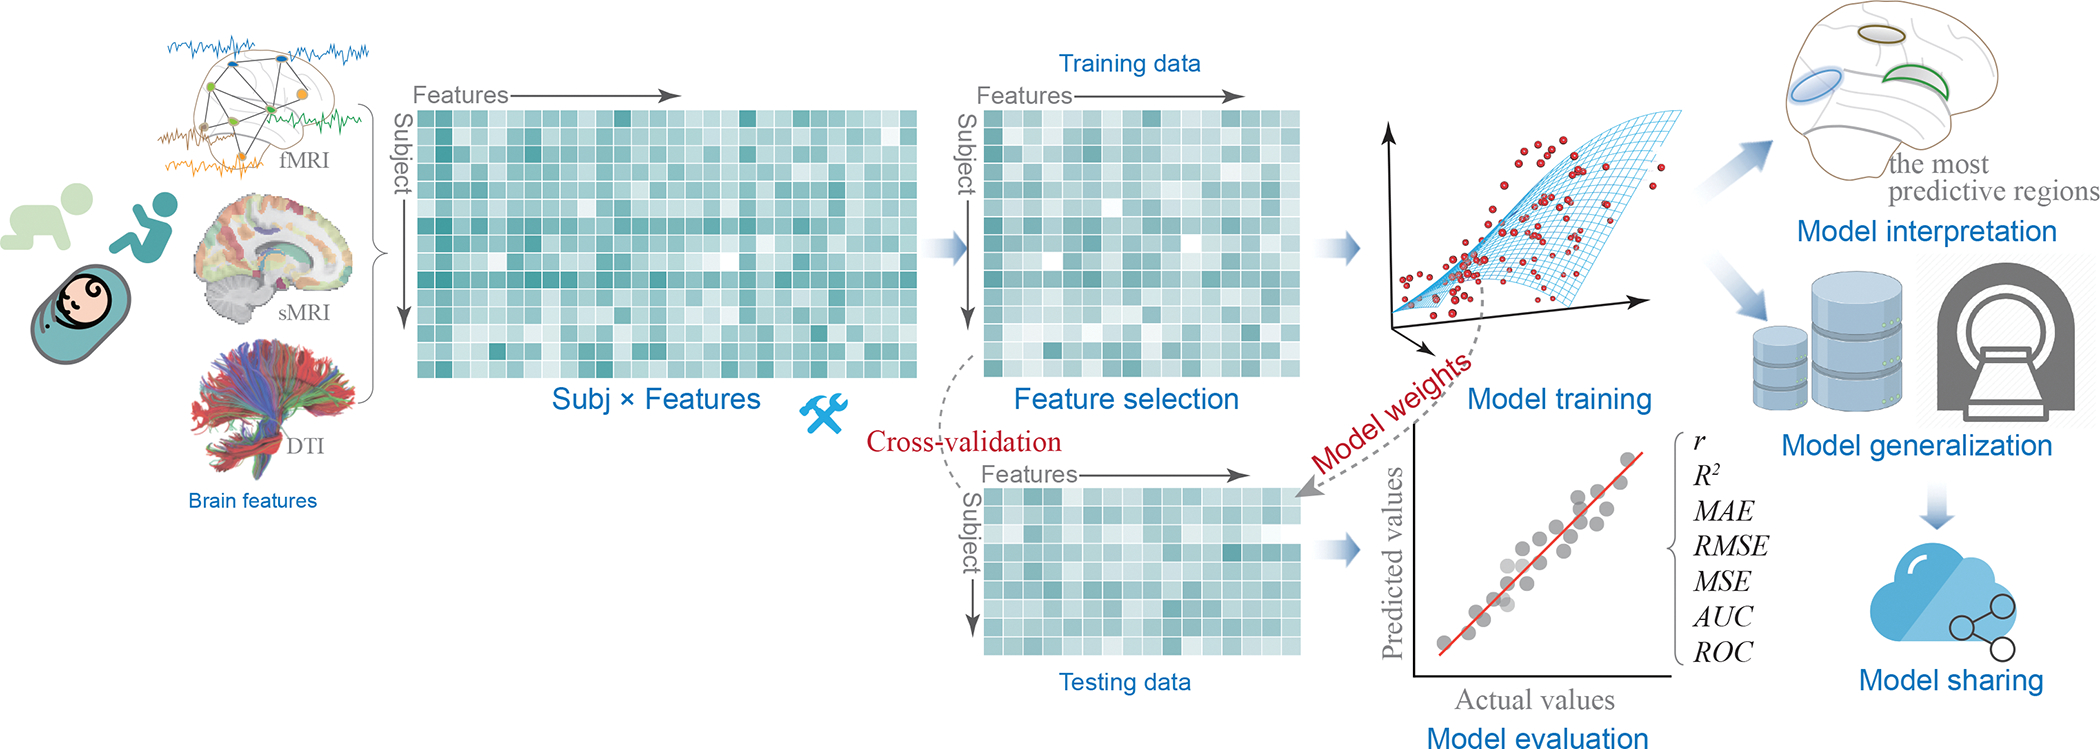 fMRI
sMRI
DTI
Brain features
Features
Subject
Subj × Features
Training data
Features
Subject
Feature selection
Cross-validation
Features
Subject
Testing data
Model weights
Model training
Predicted values
Actual values
Model evaluation
r
R²
MAE
RMSE
MSE
AUC
ROC
the most
predictive regions
Model interpretation
Model generalization
Model sharing